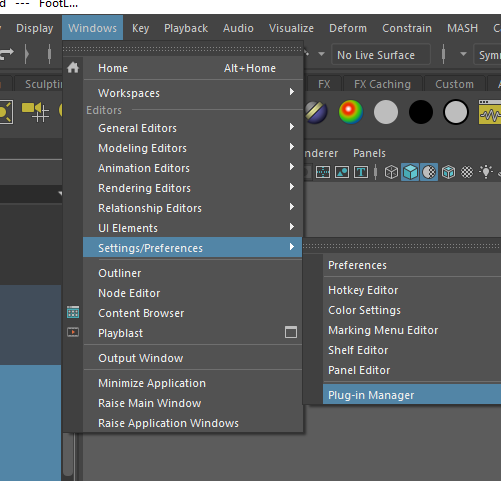 d --- FootL...
Display Windows Key Playback Audio Visualize Deform Constrain MASH
No Live Surface Symm
Sculptin FX FX Caching Custom
Home Alt+Home
Workspaces
Editors
General Editors
Modeling Editors
nderer Panels
Animation Editors
Rendering Editors
Relationship Editors
UI Elements
Settings/Preferences
Preferences
Outliner
Hotkey Editor
Node Editor
Color Settings
Content Browser
Marking Menu Editor
Playblast
Shelf Editor
Output Window
Panel Editor
Minimize Application
Plug-in Manager
Raise Main Window
Raise Application Windows